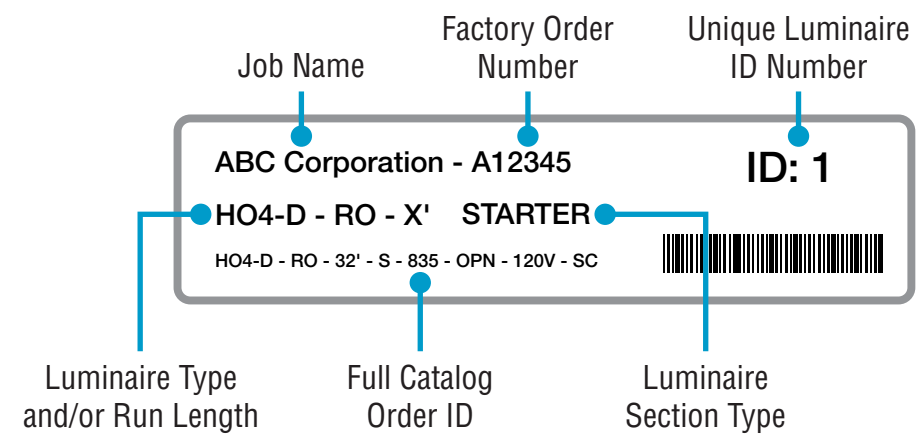 Job Name
Factory Order
Number
Unique Luminaire
ID Number
ABC Corporation - A12345
ID: 1
HO4-D - RO - X' STARTER
HO4-D - RO - 32' - S - 835 - OPN - 120V - SC
Luminaire Type
and/or Run Length
Full Catalog
Order ID
Luminaire
Section Type